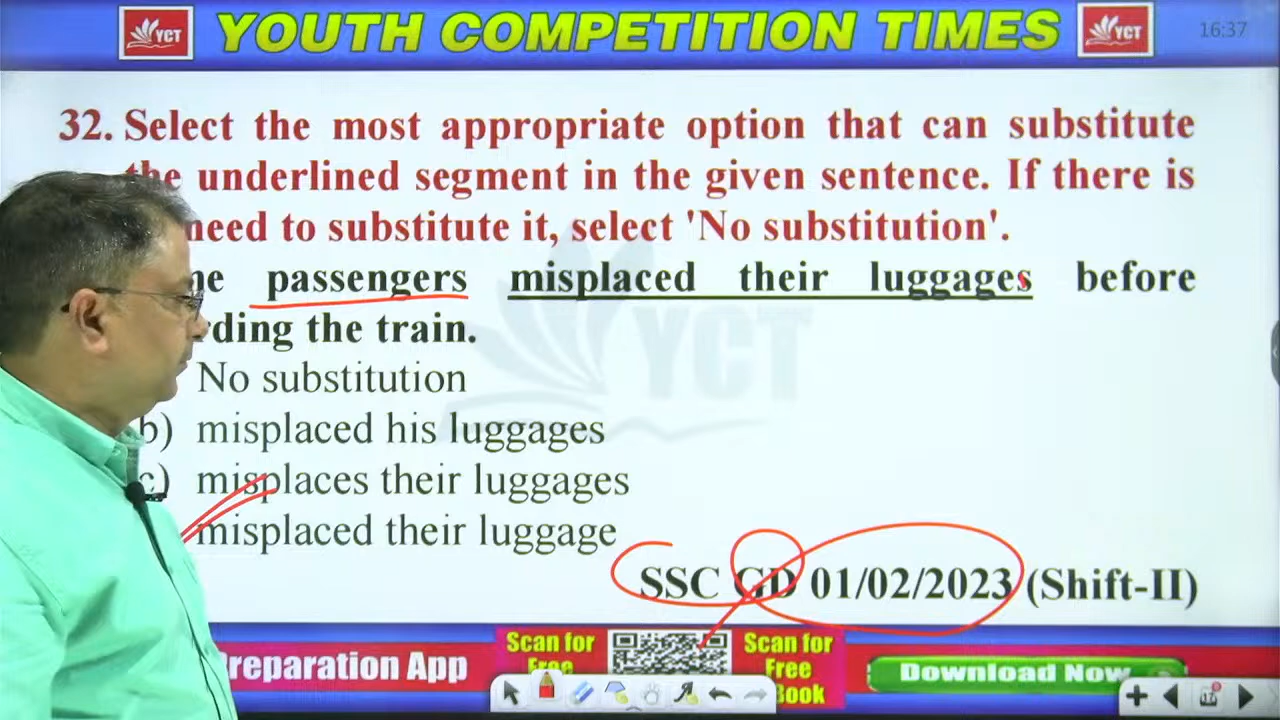 YCT
YOUTH COMPETITION TIMES
YCT
16:37
32. Select the most appropriate option that can substitute
the underlined segment in the given sentence. If there is
need to substitute it, select 'No substitution'.
passengers misplaced their luggages before
the train.
No substitution
b) misplaced his luggages
c) misplaces their luggages
misplaced their luggage
YCT
SSC GD 01/02/2023 (Shift-II)
Preparation App
Scan for
Free
Scan for
Free
Book
Download Now